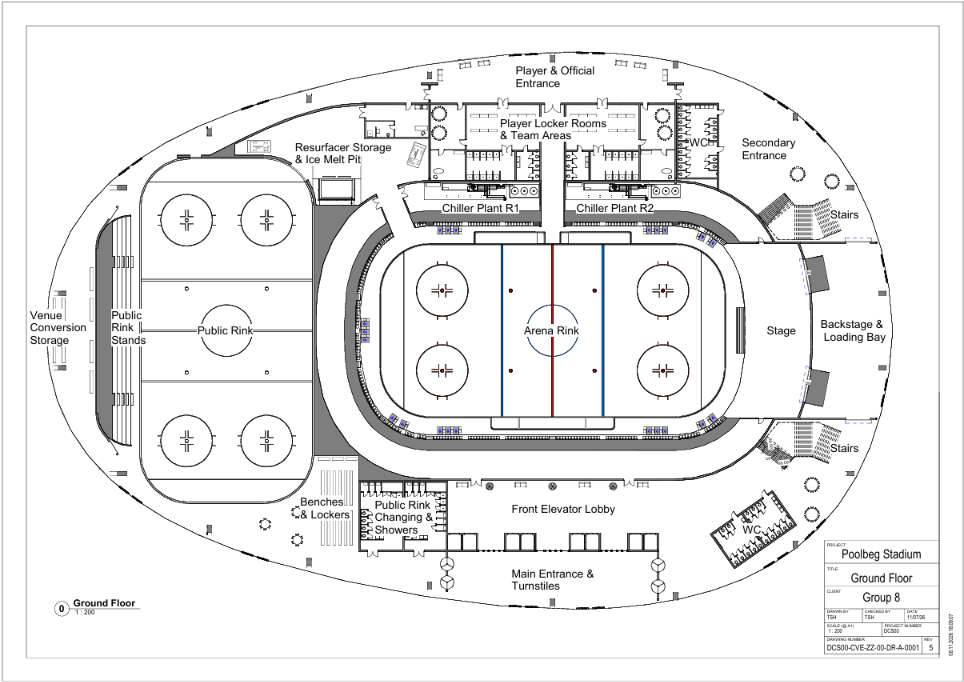 Player & Official
Entrance
Player Locker Rooms
& Team Areas
WC
Secondary
Entrance
Resurfacer Storage
& Ice Melt Pit
Chiller Plant R1
Chiller Plant R2
Stairs
Venue
Conversion
Storage
Public
Rink
Stands
Public Rink
Arena Rink
Stage
Backstage &
Loading Bay
Stairs
Benches
& Lockers
Public Rink
Changing &
Showers
Front Elevator Lobby
WC
Main Entrance &
Turnstiles
0
Ground Floor
1 : 200
PROJECT
Poolbeg Stadium
TITLE
Ground Floor
CLIENT
Group 8
DRAWN BY
TSH
CHECKED BY
TSH
DATE
SCALE (@ A1)
1 : 200
PROJECT NUMBER
DCS00
DRAWING NUMBER
DCS00-CVE-ZZ-00-DR-A-0001
REV
5